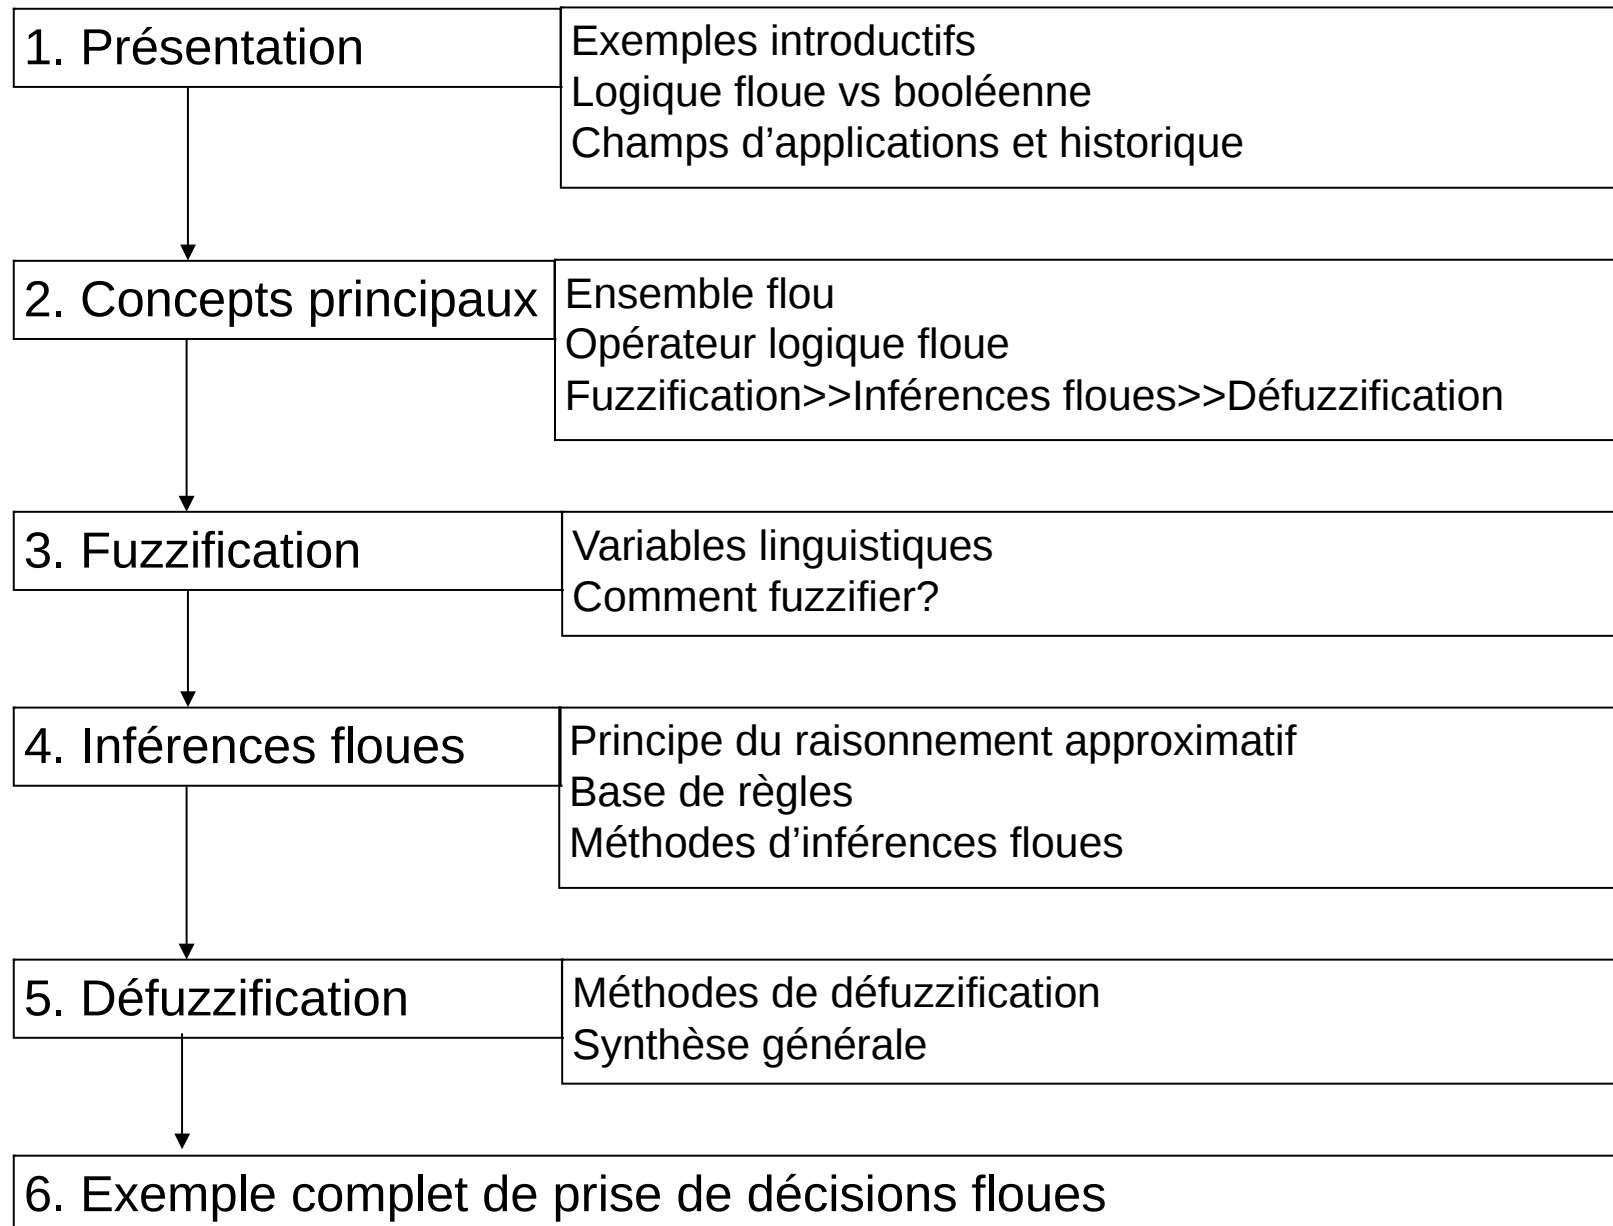 1. Présentation
Exemples introductifs
Logique floue vs booléenne
Champs d’applications et historique
2. Concepts principaux
Ensemble flou
Opérateur logique floue
Fuzzification>>Inférences floues>>Défuzzification
3. Fuzzification
Variables linguistiques
Comment fuzzifier?
4. Inférences floues
Principe du raisonnement approximatif
Base de règles
Méthodes d’inférences floues
5. Défuzzification
Méthodes de défuzzification
Synthèse générale
6. Exemple complet de prise de décisions floues